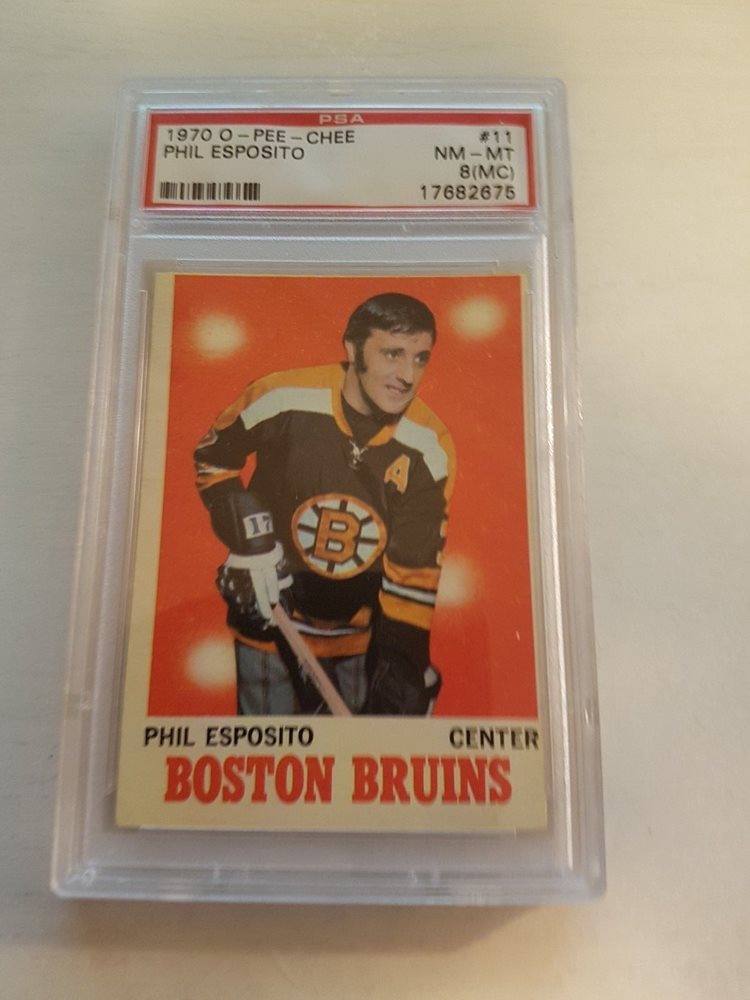 PSA
1970 O-PEE-CHEE #11
PHIL ESPOSITO NM-MT
8(MC)
17682675
A
17
B
PHIL ESPOSITO CENTER
BOSTON BRUINS